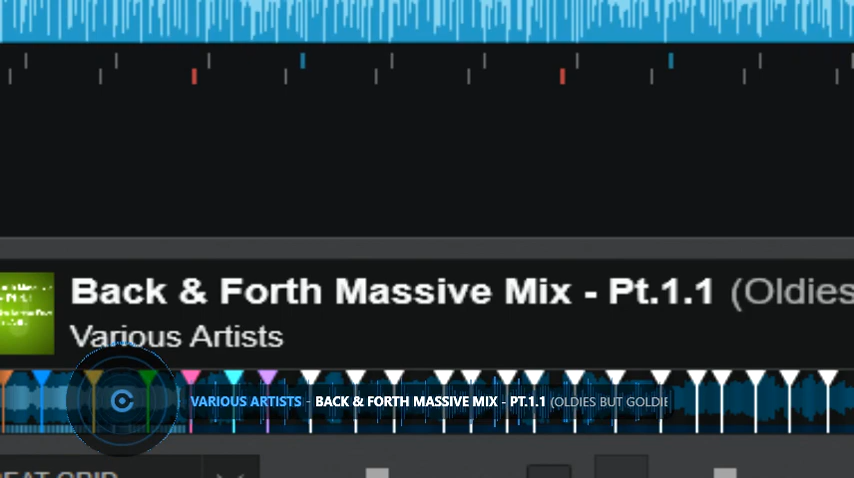 Back & Forth Massive Mix - Pt.1.1 (Oldies
Various Artists
VARIOUS ARTISTS - BACK & FORTH MASSIVE MIX - PT.1.1 (OLDIES BUT GOLDIE
EAT GRID